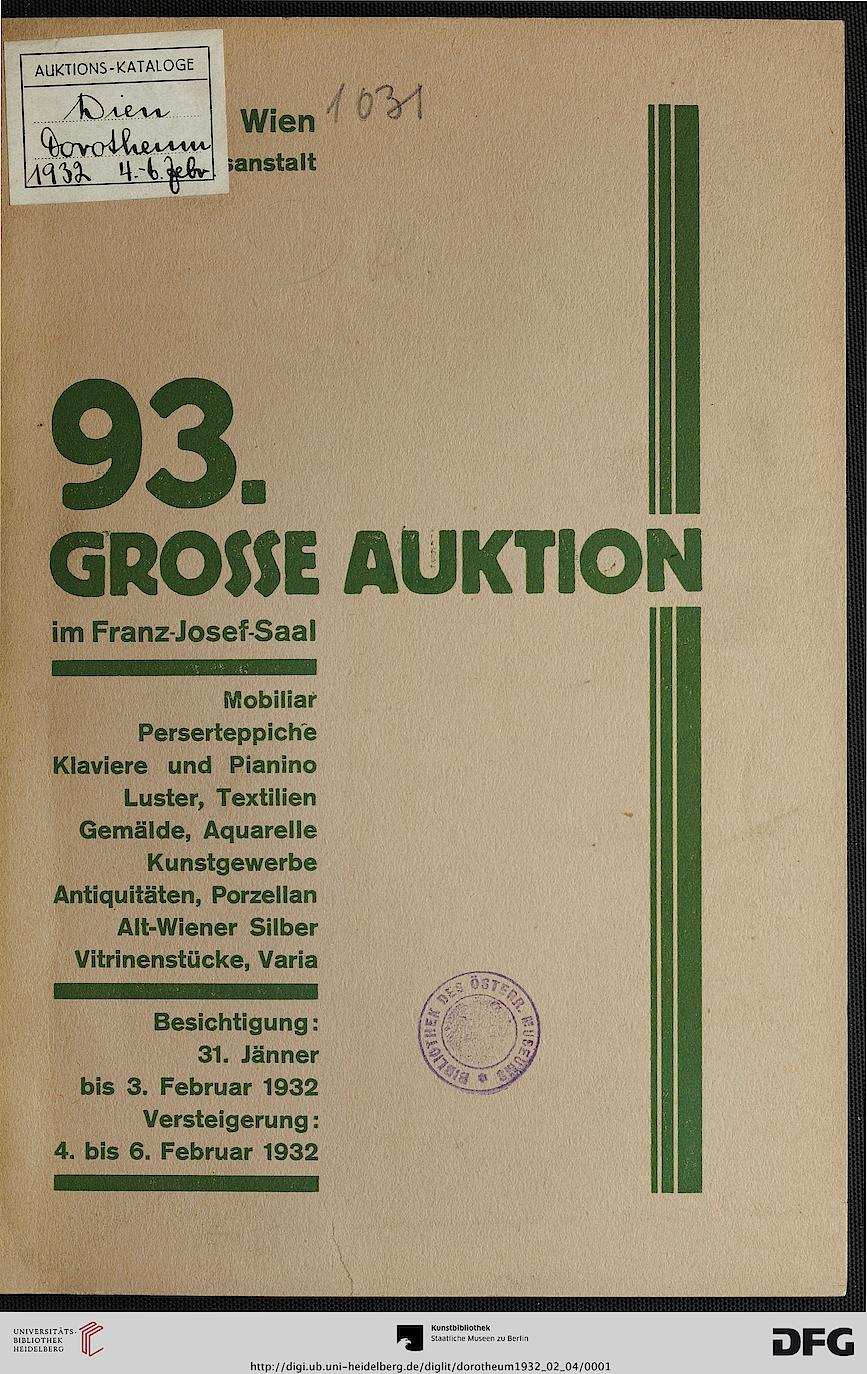 AUKTIONS-KATALOGE
Wien
Dorotheum
1932 4.-6. Febr.
Wien
1031
sanstalt
93.
GROSSE AUKTION
im Franz-Josef-Saal
Mobiliar
Perserteppiche
Klaviere und Pianino
Luster, Textilien
Gemälde, Aquarelle
Kunstgewerbe
Antiquitäten, Porzellan
Alt-Wiener Silber
Vitrinenstücke, Varia
Besichtigung:
31. Jänner
bis 3. Februar 1932
Versteigerung:
4. bis 6. Februar 1932
BIBLIOTHEK DES ÖSTERR. MUSEUMS
UNIVERSITÄTS-
BIBLIOTHEK
HEIDELBERG
Kunstbibliothek
Staatliche Museen zu Berlin
DFG
http://digi.ub.uni-heidelberg.de/diglit/dorotheum1932_02_04/0001